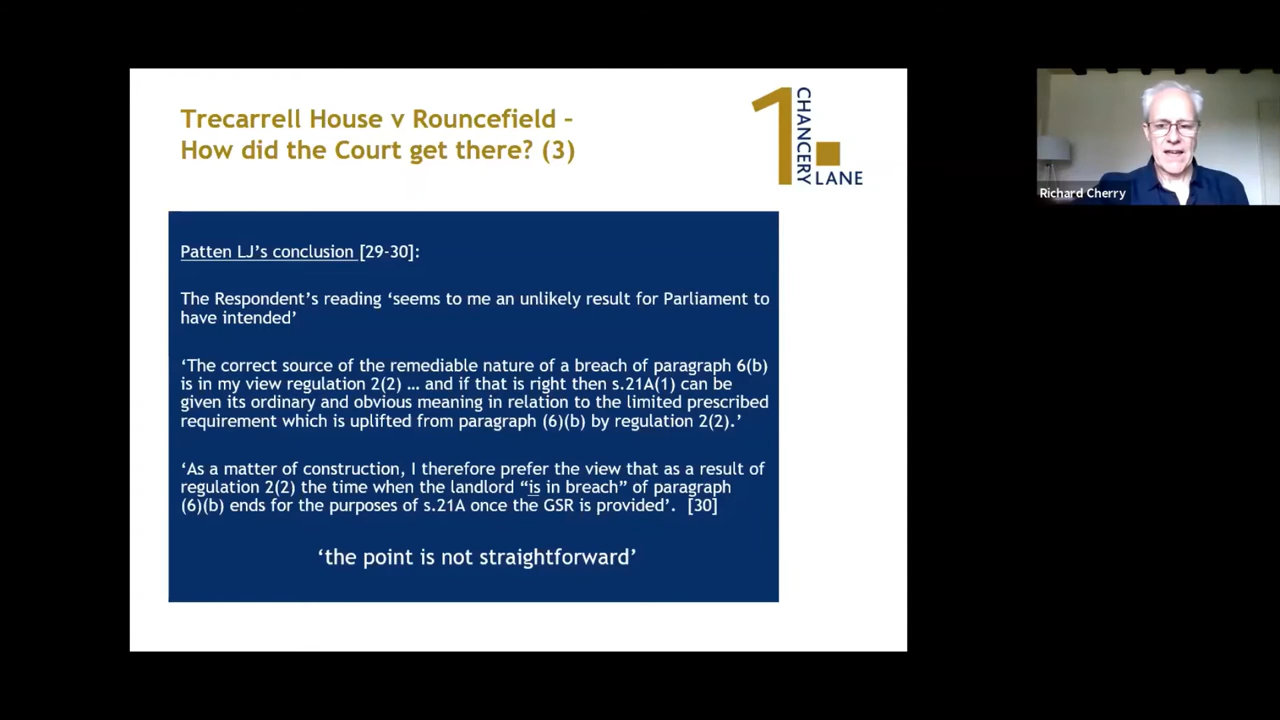 Trecarrell House v Rouncefield –
How did the Court get there? (3)
1 CHANCERY LANE
Richard Cherry
Patten LJ’s conclusion [29-30]:
The Respondent’s reading ‘seems to me an unlikely result for Parliament to
have intended’
‘The correct source of the remediable nature of a breach of paragraph 6(b)
is in my view regulation 2(2) … and if that is right then s.21A(1) can be
given its ordinary and obvious meaning in relation to the limited prescribed
requirement which is uplifted from paragraph (6)(b) by regulation 2(2).’
‘As a matter of construction, I therefore prefer the view that as a result of
regulation 2(2) the time when the landlord “is in breach” of paragraph
(6)(b) ends for the purposes of s.21A once the GSR is provided’. [30]
‘the point is not straightforward’